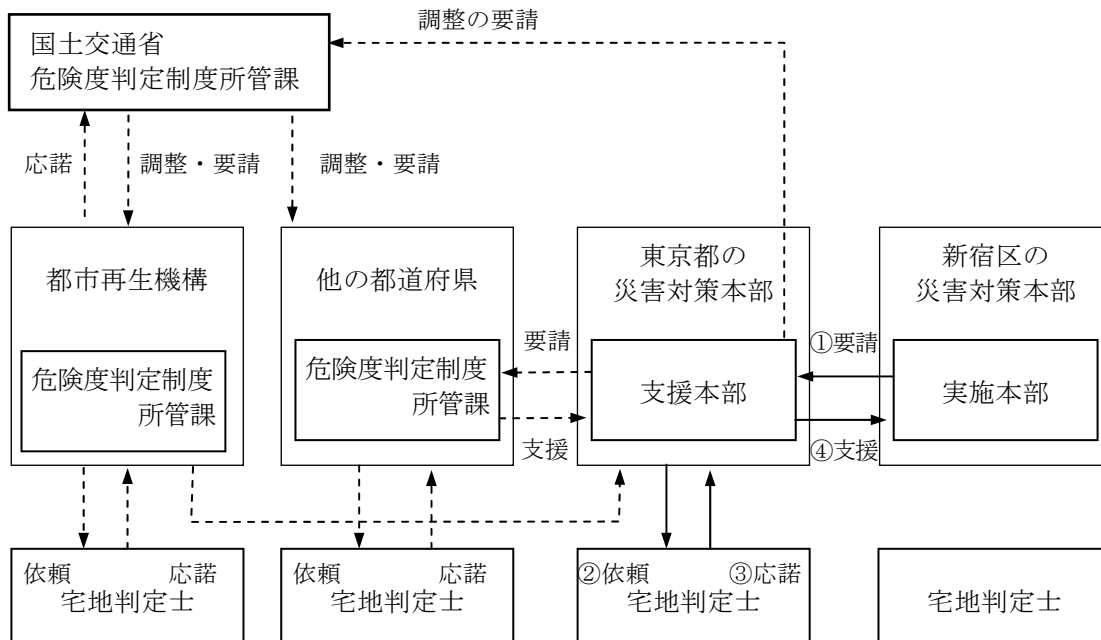 調整の要請
国土交通省
危険度判定制度所管課
応諾
調整・要請
調整・要請
都市再生機構
危険度判定制度
所管課
他の都道府県
危険度判定制度
所管課
要請
支援
東京都の
災害対策本部
支援本部
①要請
④支援
新宿区の
災害対策本部
実施本部
依頼
応諾
宅地判定士
依頼
応諾
宅地判定士
②依頼
③応諾
宅地判定士
宅地判定士